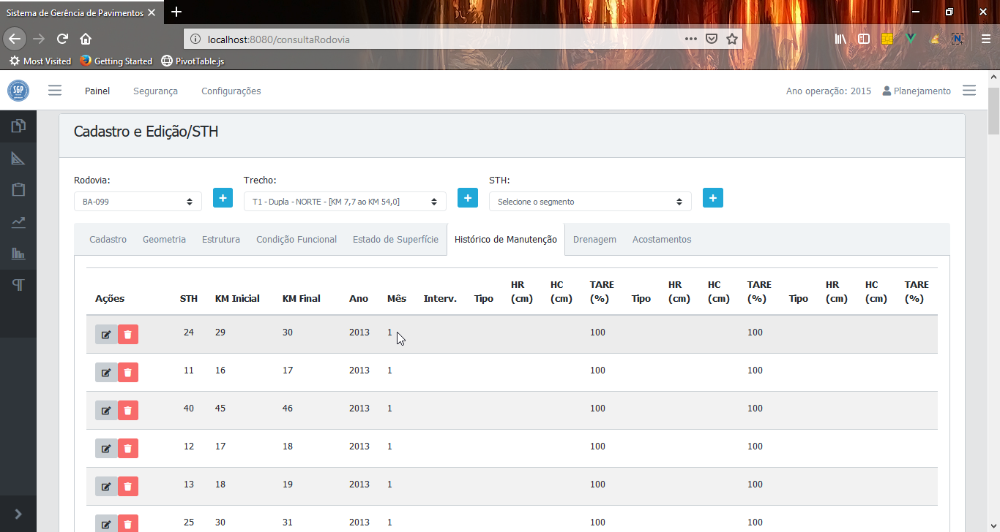 Sistema de Gerência de Pavimentos
localhost:8080/consultaRodovia
Most Visited Getting Started PivotTable.js
SGP Painel Segurança Configurações Ano operação: 2015 Planejamento
Cadastro e Edição/STH
Rodovia: Trecho: STH:
BA-099 + T1 - Dupla - NORTE - [KM 7,7 ao KM 54,0] + Selecione o segmento +
Cadastro Geometria Estrutura Condição Funcional Estado de Superfície Histórico de Manutenção Drenagem Acostamentos
Ações STH KM Inicial KM Final Ano Mês Interv. Tipo HR (cm) HC (cm) TARE (%) Tipo HR (cm) HC (cm) TARE (%) Tipo HR (cm) HC (cm) TARE (%)
24 29 30 2013 1 100 100
11 16 17 2013 1 100 100
40 45 46 2013 1 100 100
12 17 18 2013 1 100 100
13 18 19 2013 1 100 100
25 30 31 2013 1 100 100